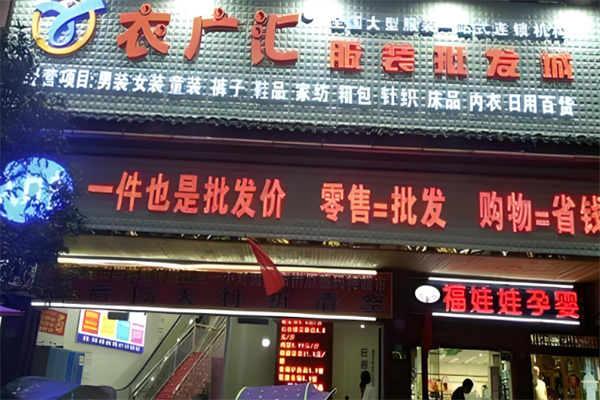 衣广汇
全国大型服装一站式连锁机构
服装批发城
经营项目:男装 女装 童装 裤子 鞋品 家纺 箱包 针织 床品 内衣 日用百货
一件也是批发价 零售=批发 购物=省钱
福娃娃孕婴